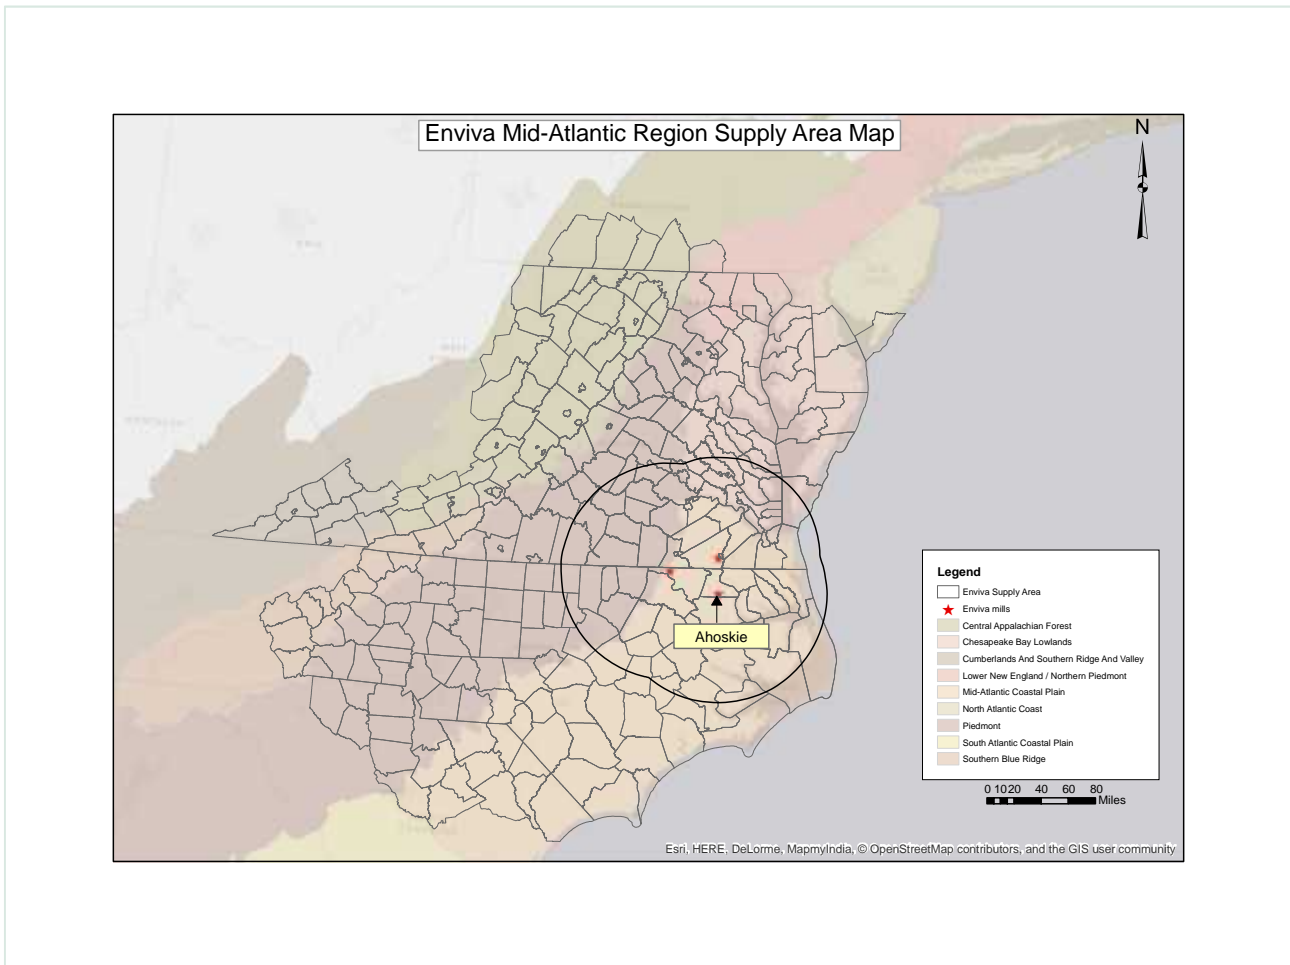 Enviva Mid-Atlantic Region Supply Area Map
N
Ahoskie
Legend
Enviva Supply Area
Enviva mills
Central Appalachian Forest
Chesapeake Bay Lowlands
Cumberlands And Southern Ridge And Valley
Lower New England / Northern Piedmont
Mid-Atlantic Coastal Plain
North Atlantic Coast
Piedmont
South Atlantic Coastal Plain
Southern Blue Ridge
0 10 20 40 60 80
Miles
Esri, HERE, DeLorme, MapmyIndia, © OpenStreetMap contributors, and the GIS user community